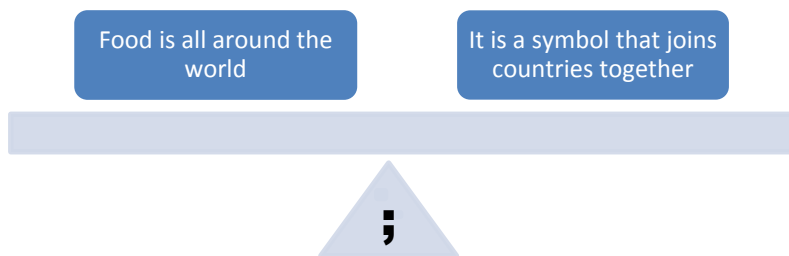 Food is all around the
world
It is a symbol that joins
countries together
;